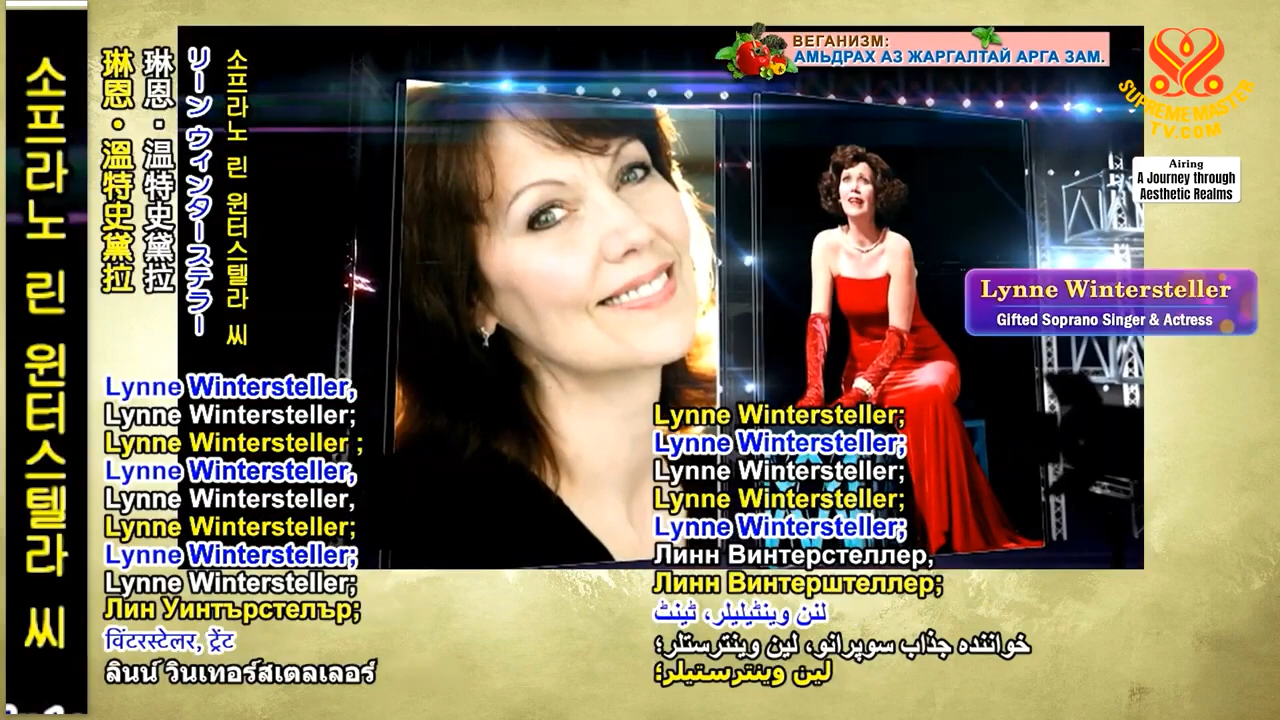 소프라노 린 윈터스텔라 씨
琳恩・溫特史黛拉
琳恩·温特史黛拉
リーン ウィンターステラー
소프라노 린 윈터스텔라 씨
ВЕГАНИЗМ:
АМЬДРАХ АЗ ЖАРГАЛТАЙ АРГА ЗАМ.
SUPREME MASTER
TV.COM
Airing
A Journey through
Aesthetic Realms
Lynne Wintersteller
Gifted Soprano Singer & Actress
Lynne Wintersteller,
Lynne Wintersteller;
Lynne Wintersteller ;
Lynne Wintersteller,
Lynne Wintersteller,
Lynne Wintersteller;
Lynne Wintersteller;
Lynne Wintersteller;
Лин Уинтърстелър;
विंटरस्टेलर, ट्रेंट
ลินน์ วินเทอร์สเตลเลอร์
Lynne Wintersteller;
Lynne Wintersteller;
Lynne Wintersteller;
Lynne Wintersteller;
Lynne Wintersteller;
Линн Винтерстеллер,
Линн Винтерштеллер;
لنن وینٹیلیلر، ٹینٹ
خواننده جذاب سوپرانو، لین وینترستلر؛
لين وينترستيلر؛